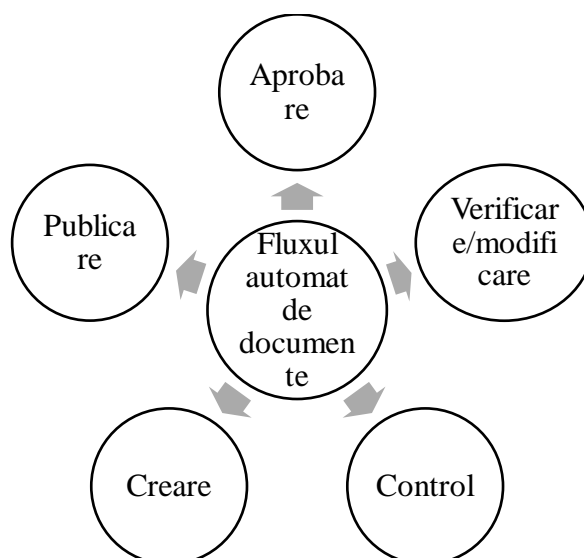 Aproba
re
Publica
re
Verificar
e/modifi
care
Fluxul
automat
de
documen
te
Creare
Control